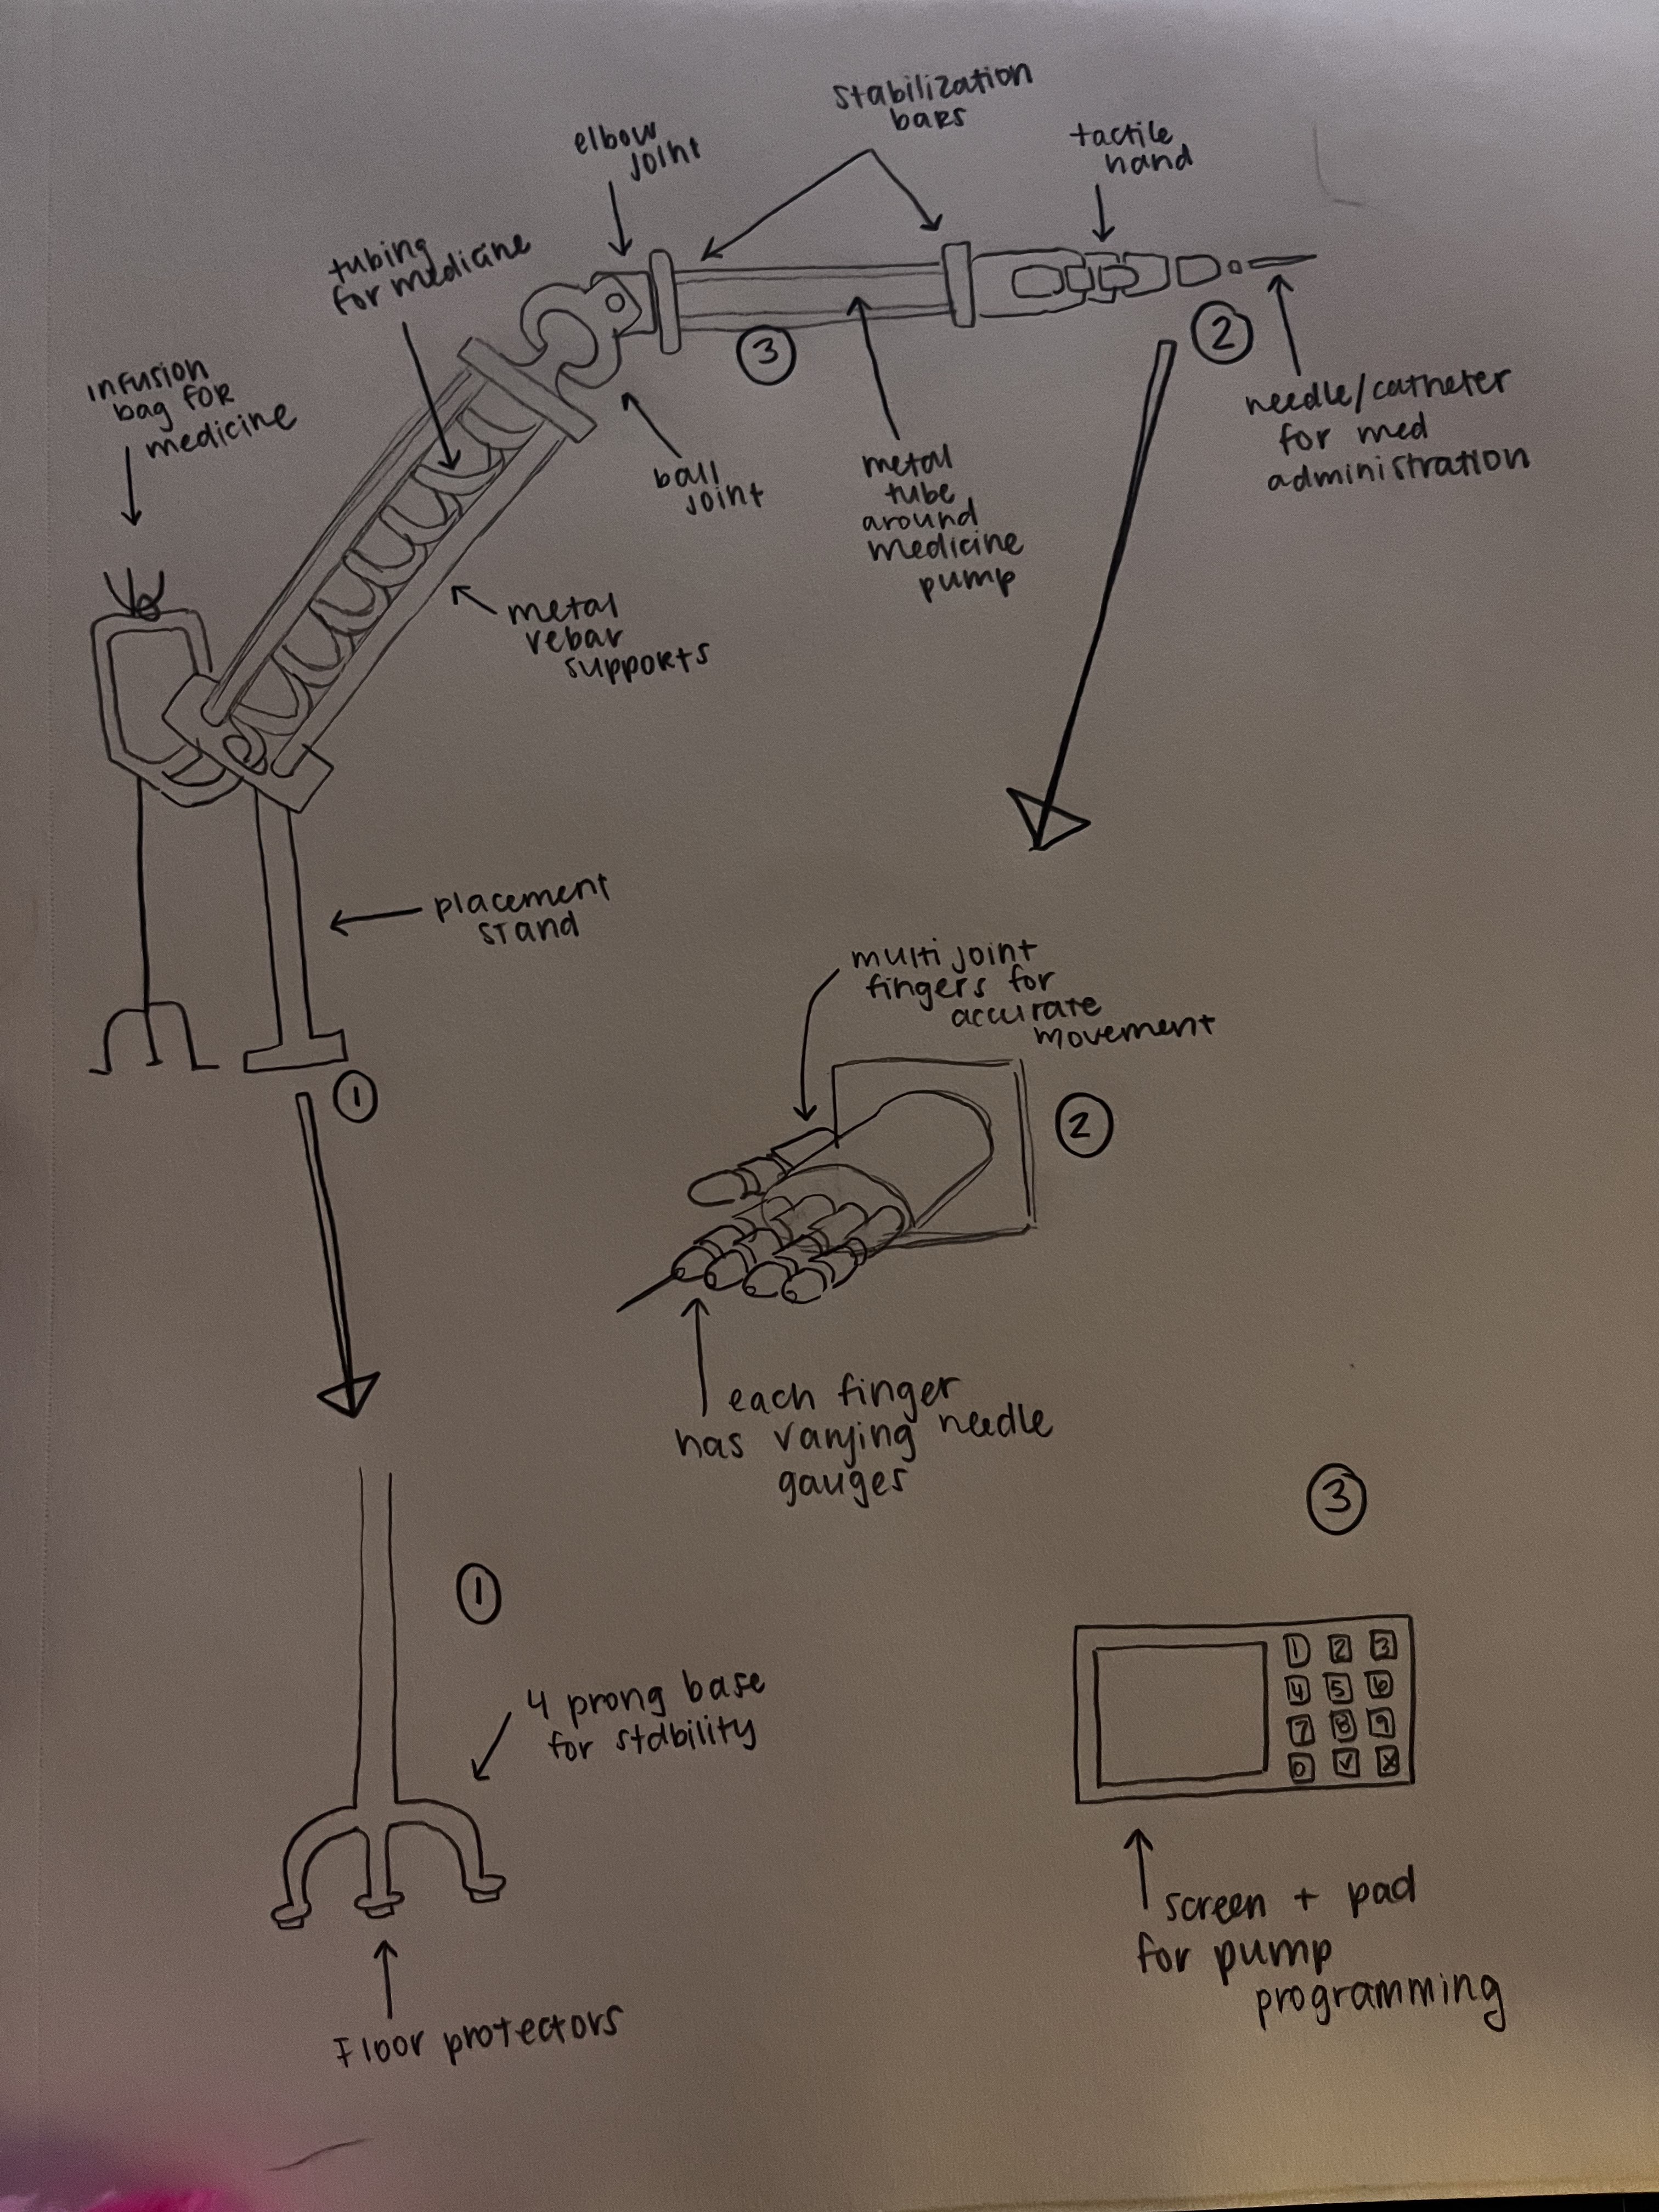 stabilization
bars
elbow
joint
tactile
hand
tubing
for medicine
infusion
bag for
medicine
3
2
needle/catheter
for med
administration
ball
joint
metal
tube
around
medicine
pump
metal
rebar
supports
placement
stand
multi joint
fingers for
accurate
movement
1
2
each finger
has varying needle
gauges
3
1
4 prong base
for stability
1 2 3
4 5 6
7 8 9
0 ✓ X
screen + pad
for pump
programming
Floor protectors